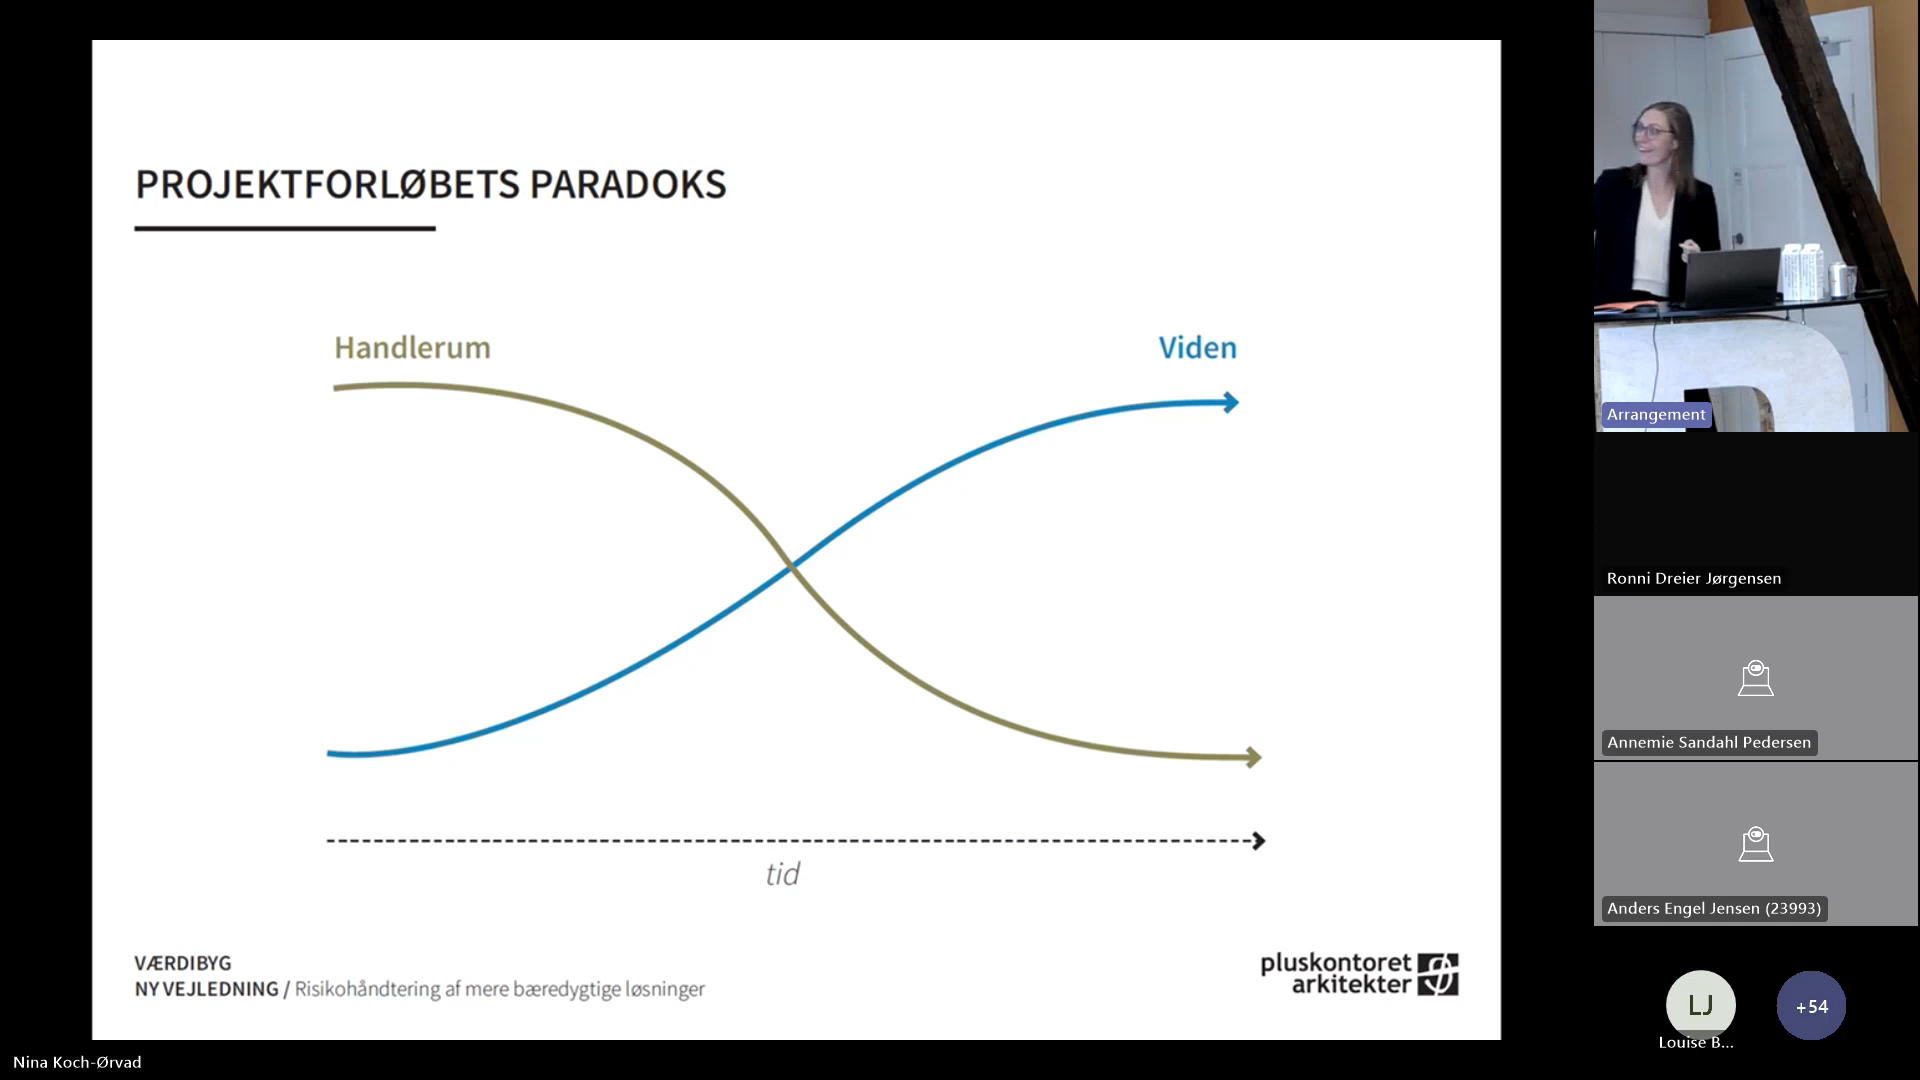 PROJEKTFORLØBETS PARADOKS
Handlerum
Viden
tid
VÆRDIBYG
NY VEJLEDNING / Risikohåndtering af mere bæredygtige løsninger
pluskontoret
arkitekter
Arrangement
Ronni Dreier Jørgensen
Annemie Sandahl Pedersen
Anders Engel Jensen (23993)
LJ
+54
Louise B...
Nina Koch-Ørvad